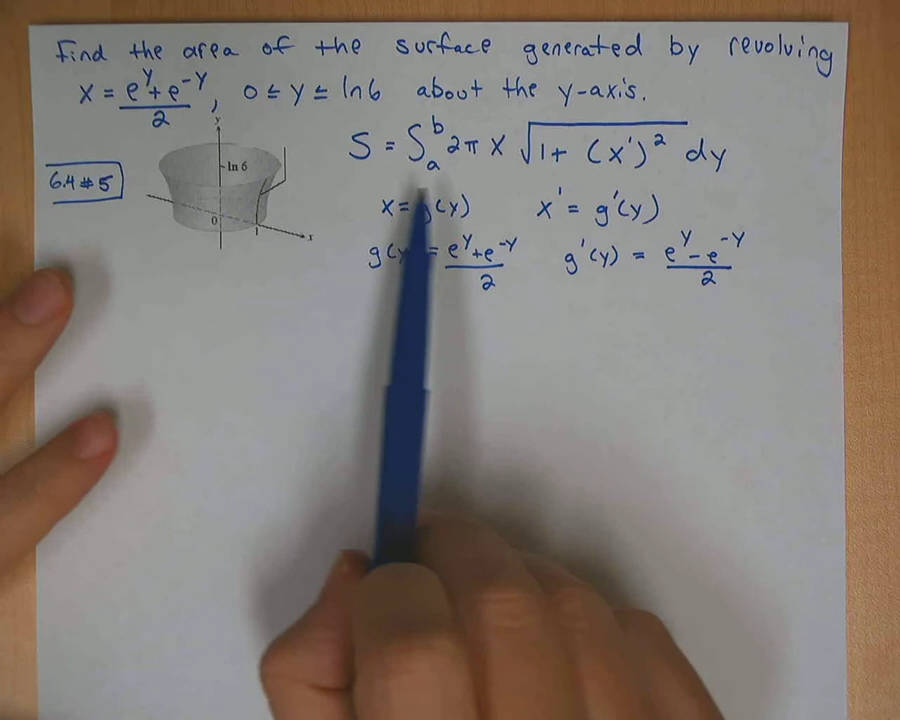 Find the area of the surface generated by revolving
x = (e^y + e^-y)/2, 0 ≤ y ≤ ln6 about the y-axis.
6.4 #5
y
ln 6
0
1
x
S = ∫_a^b 2π x √(1 + (x')^2) dy
x = g(y) x' = g'(y)
g(y) = (e^y + e^-y)/2 g'(y) = (e^y - e^-y)/2